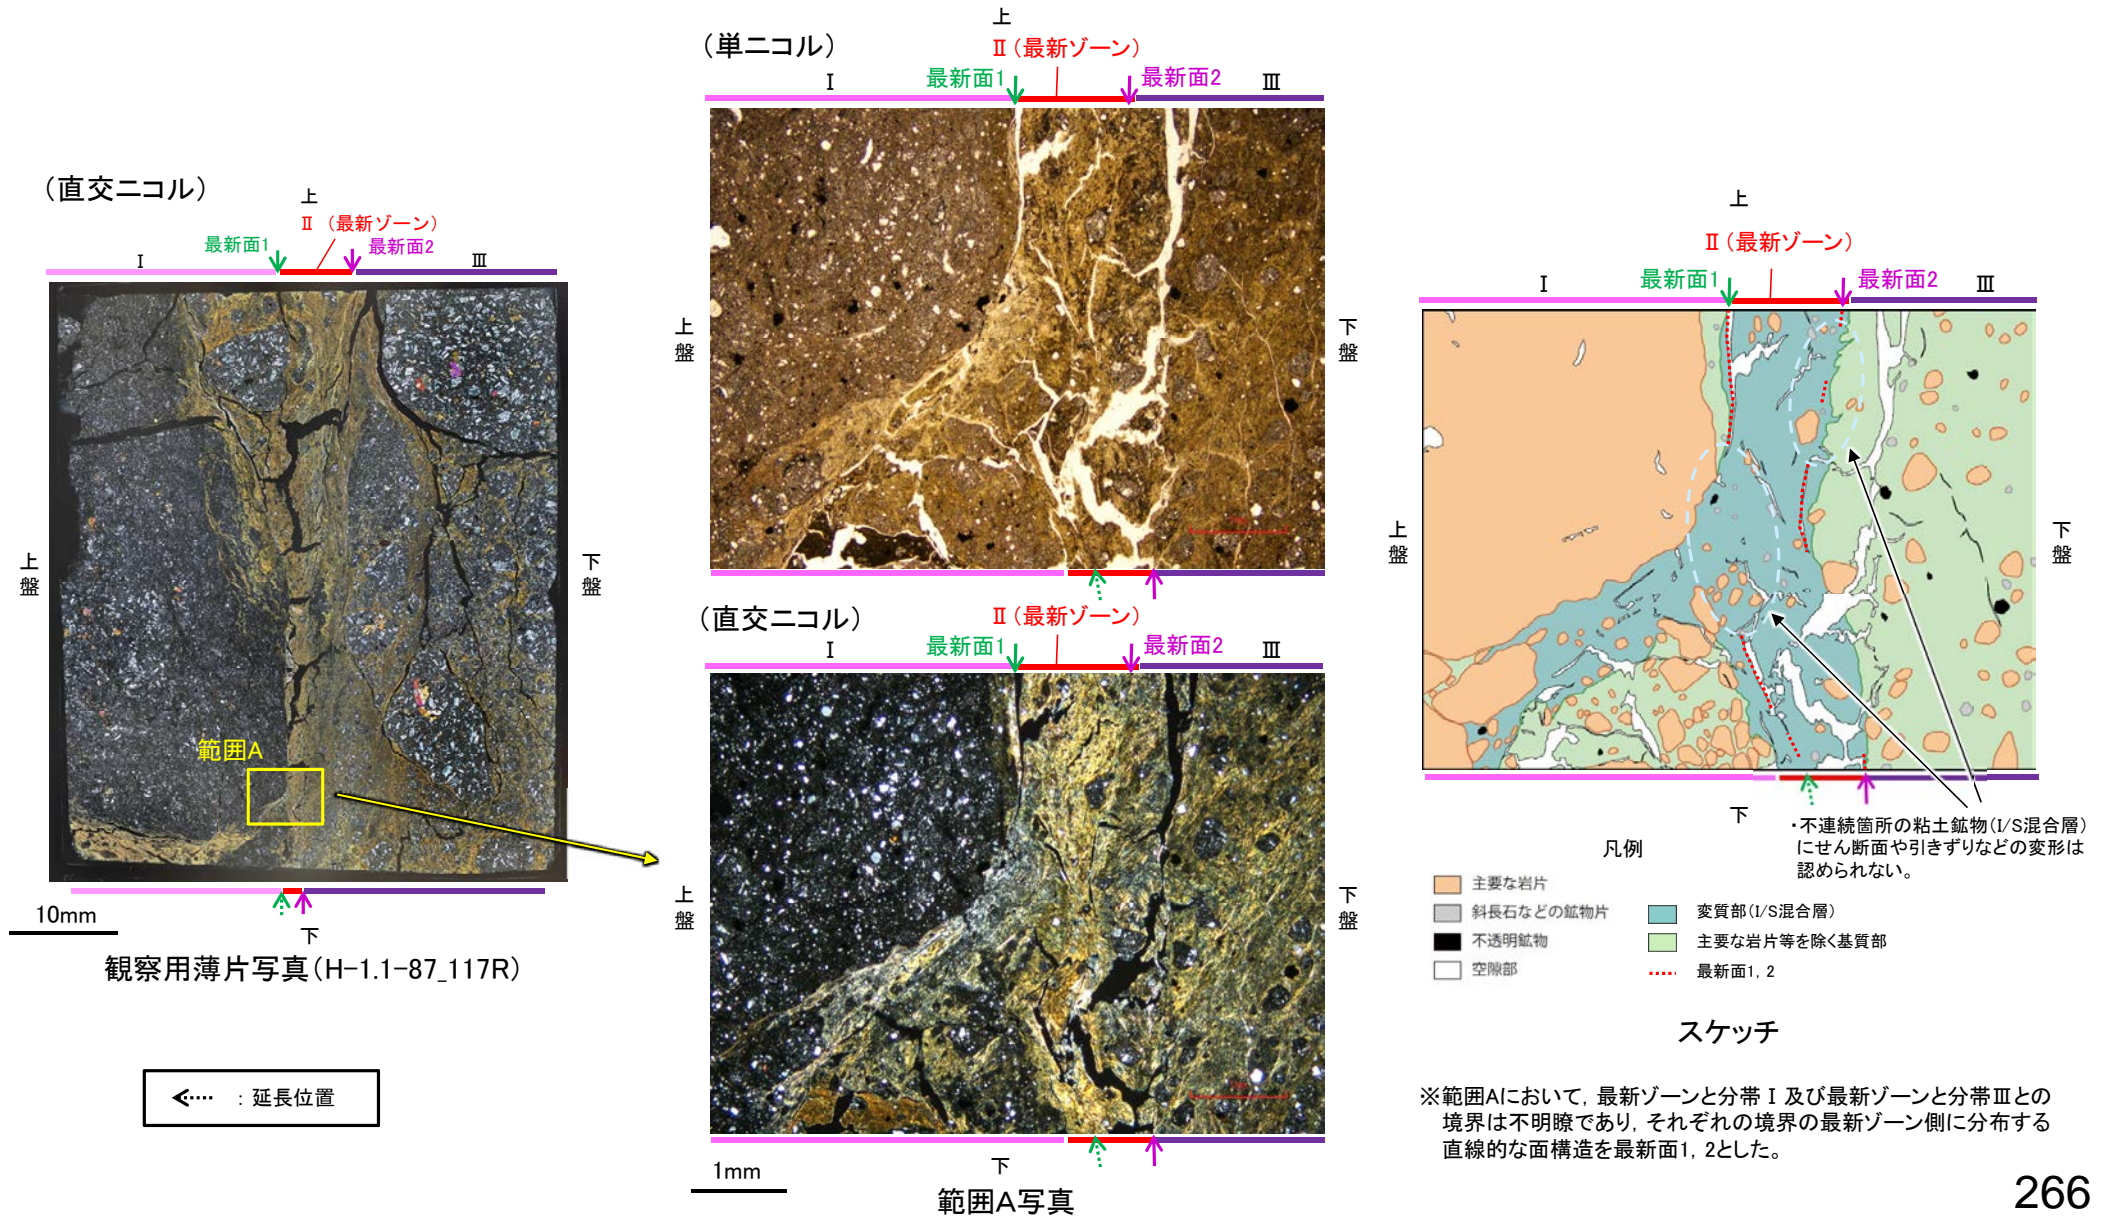 （直交ニコル）
上
Ⅱ（最新ゾーン）
最新面1
最新面2
Ⅰ
Ⅲ
上盤
下盤
範囲A
10mm
下
観察用薄片写真（H-1.1-87_117R）
：延長位置
上
（単ニコル）
Ⅱ（最新ゾーン）
最新面1
最新面2
Ⅰ
Ⅲ
上盤
下盤
（直交ニコル）
Ⅱ（最新ゾーン）
最新面1
最新面2
Ⅰ
Ⅲ
上盤
下盤
1mm
下
範囲A写真
上
Ⅱ（最新ゾーン）
最新面1
最新面2
Ⅰ
Ⅲ
上盤
下盤
下
・不連続箇所の粘土鉱物（I/S混合層）
にせん断面や引きずりなどの変形は
認められない。
凡例
主要な岩片
斜長石などの鉱物片
不透明鉱物
空隙部
変質部（I/S混合層）
主要な岩片等を除く基質部
最新面1，2
スケッチ
※範囲Aにおいて，最新ゾーンと分帯Ⅰ及び最新ゾーンと分帯Ⅲとの
境界は不明瞭であり，それぞれの境界の最新ゾーン側に分布する
直線的な面構造を最新面1，2とした。
266